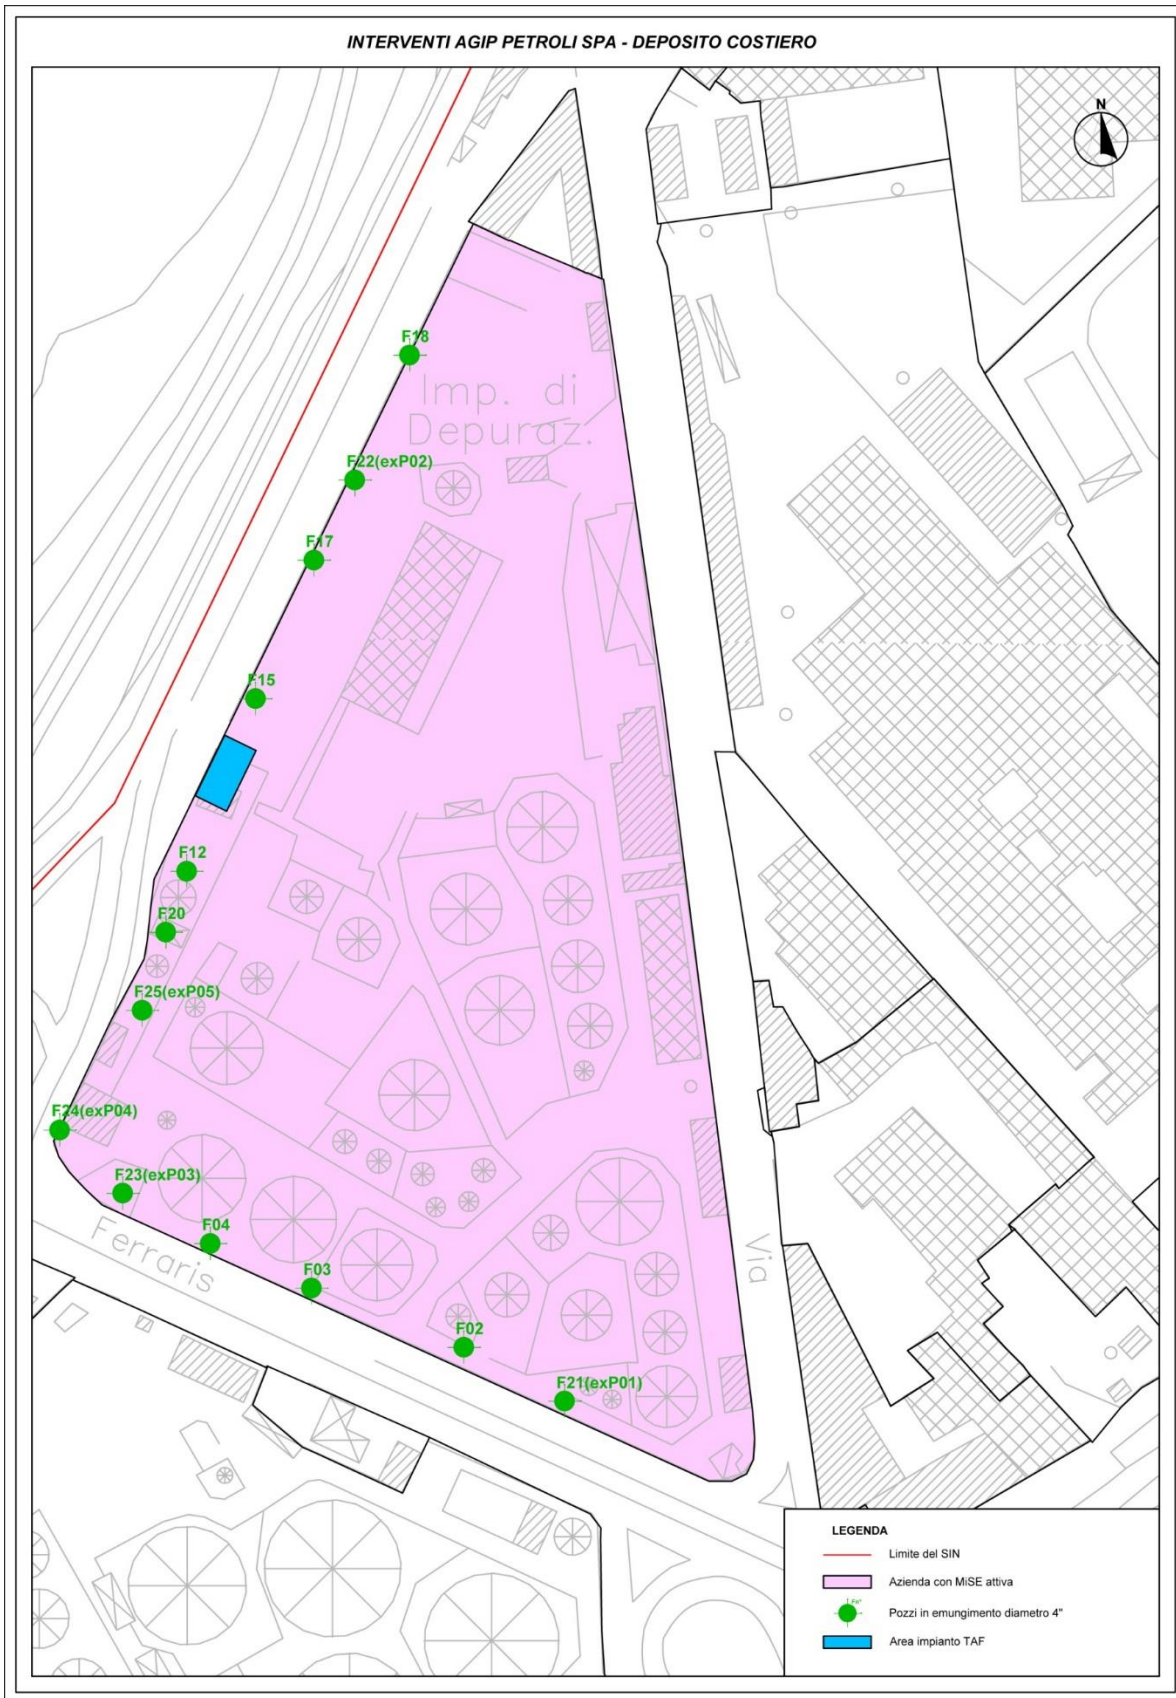 INTERVENTI AGIP PETROLI SPA - DEPOSITO COSTIERO
N
F18
Imp. di
Depuraz.
F22(exP02)
F17
F15
F12
F20
F25(exP05)
F24(exP04)
F23(exP03)
F04
Ferraris
F03
Via
F02
F21(exP01)
LEGENDA
Limite del SIN
Azienda con MiSE attiva
Pozzi in emungimento diametro 4"
Area impianto TAF